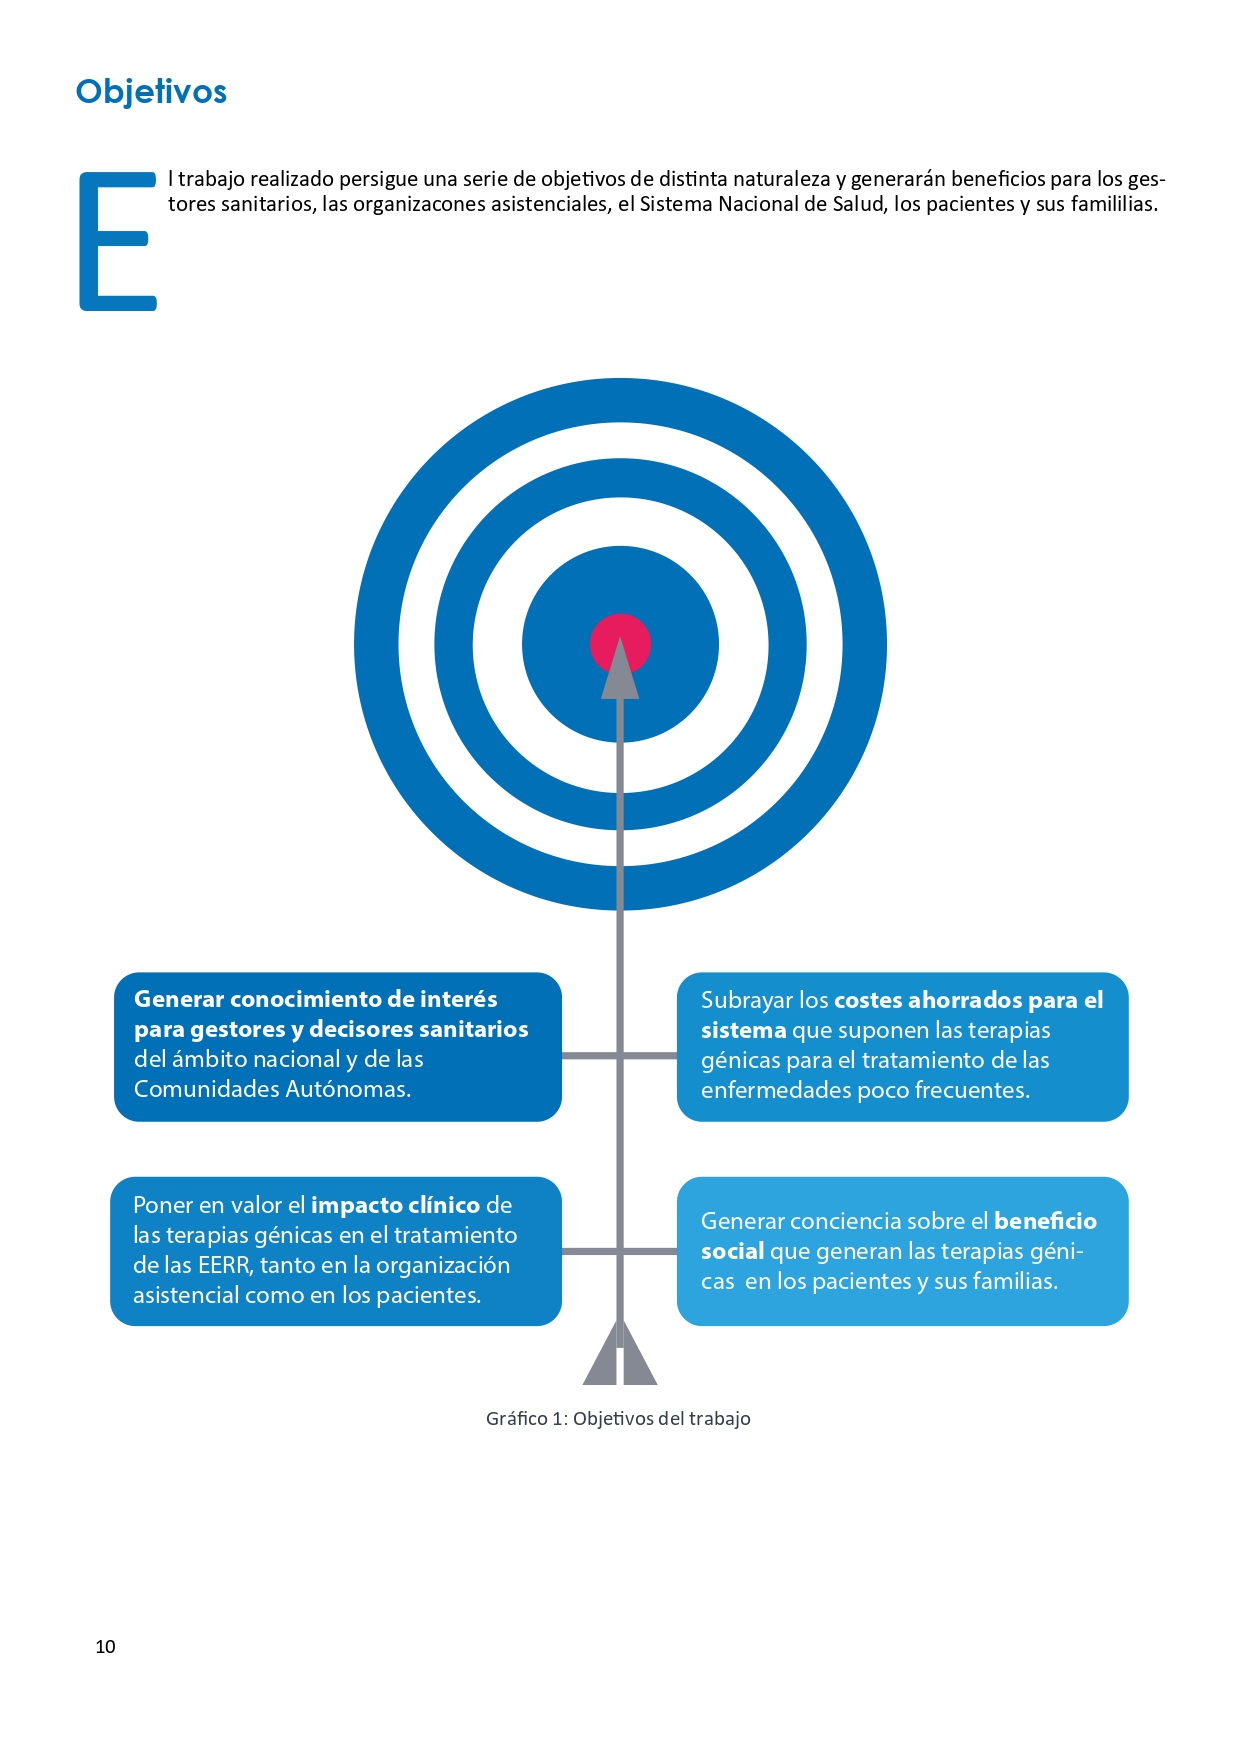 Objetivos
El trabajo realizado persigue una serie de objetivos de distinta naturaleza y generarán beneficios para los ges-
tores sanitarios, las organizacones asistenciales, el Sistema Nacional de Salud, los pacientes y sus famililias.
Generar conocimiento de interés
para gestores y decisores sanitarios
del ámbito nacional y de las
Comunidades Autónomas.
Subrayar los costes ahorrados para el
sistema que suponen las terapias
génicas para el tratamiento de las
enfermedades poco frecuentes.
Poner en valor el impacto clínico de
las terapias génicas en el tratamiento
de las EERR, tanto en la organización
asistencial como en los pacientes.
Generar conciencia sobre el beneficio
social que generan las terapias géni-
cas en los pacientes y sus familias.
Gráfico 1: Objetivos del trabajo
10